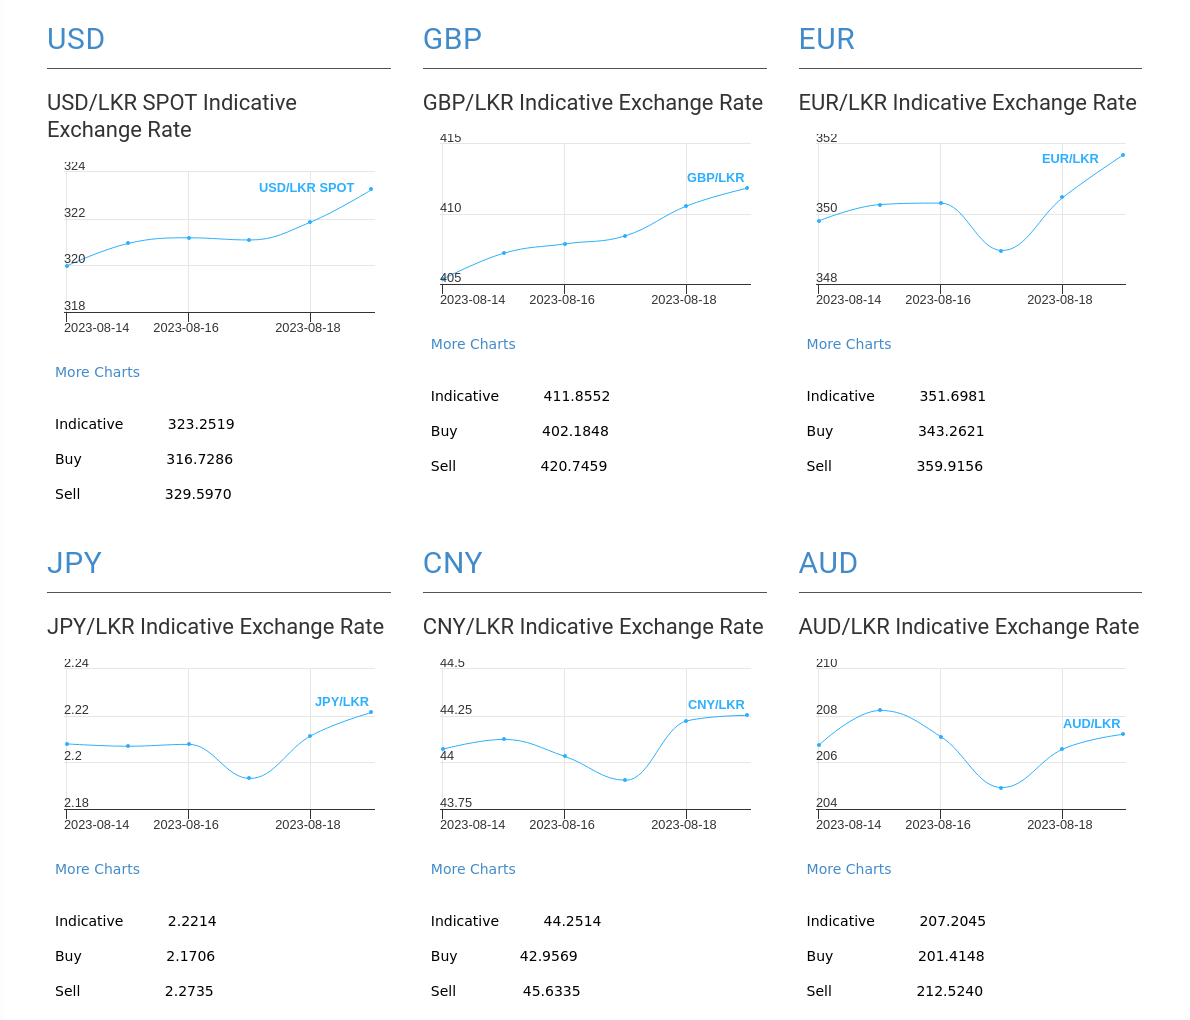 USD
USD/LKR SPOT Indicative
Exchange Rate
324
USD/LKR SPOT
322
320
318
2023-08-14 2023-08-16 2023-08-18
More Charts
Indicative 323.2519
Buy 316.7286
Sell 329.5970
GBP
GBP/LKR Indicative Exchange Rate
415
GBP/LKR
410
405
2023-08-14 2023-08-16 2023-08-18
More Charts
Indicative 411.8552
Buy 402.1848
Sell 420.7459
EUR
EUR/LKR Indicative Exchange Rate
352
EUR/LKR
350
348
2023-08-14 2023-08-16 2023-08-18
More Charts
Indicative 351.6981
Buy 343.2621
Sell 359.9156
JPY
JPY/LKR Indicative Exchange Rate
2.24
JPY/LKR
2.22
2.2
2.18
2023-08-14 2023-08-16 2023-08-18
More Charts
Indicative 2.2214
Buy 2.1706
Sell 2.2735
CNY
CNY/LKR Indicative Exchange Rate
44.5
CNY/LKR
44.25
44
43.75
2023-08-14 2023-08-16 2023-08-18
More Charts
Indicative 44.2514
Buy 42.9569
Sell 45.6335
AUD
AUD/LKR Indicative Exchange Rate
210
208
AUD/LKR
206
204
2023-08-14 2023-08-16 2023-08-18
More Charts
Indicative 207.2045
Buy 201.4148
Sell 212.5240